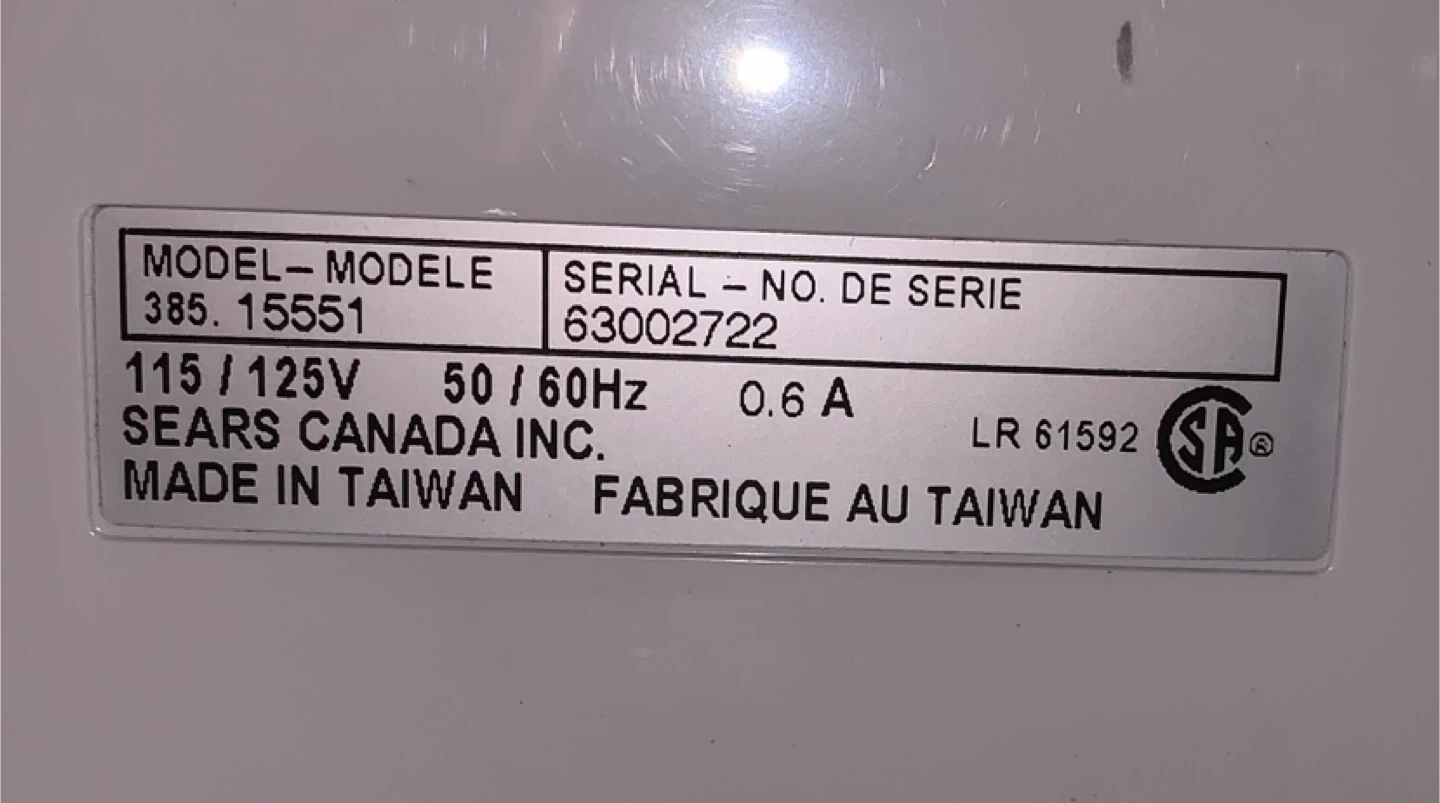 MODEL – MODELE
385. 15551
SERIAL – NO. DE SERIE
63002722
115 / 125V 50 / 60Hz 0.6 A
SEARS CANADA INC.
LR 61592 CSA ®
MADE IN TAIWAN FABRIQUE AU TAIWAN